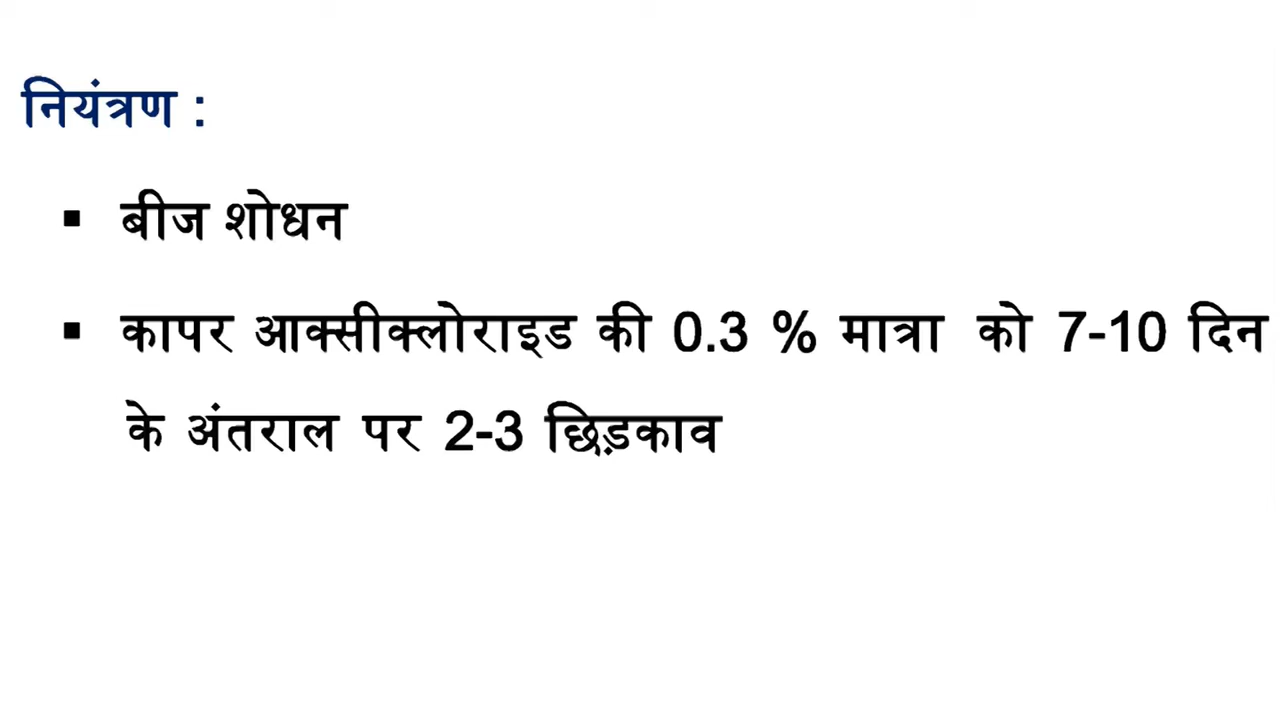 नियंत्रण :
▪ बीज शोधन
▪ कापर आक्सीक्लोराइड की 0.3 % मात्रा को 7-10 दिन
के अंतराल पर 2-3 छिड़काव